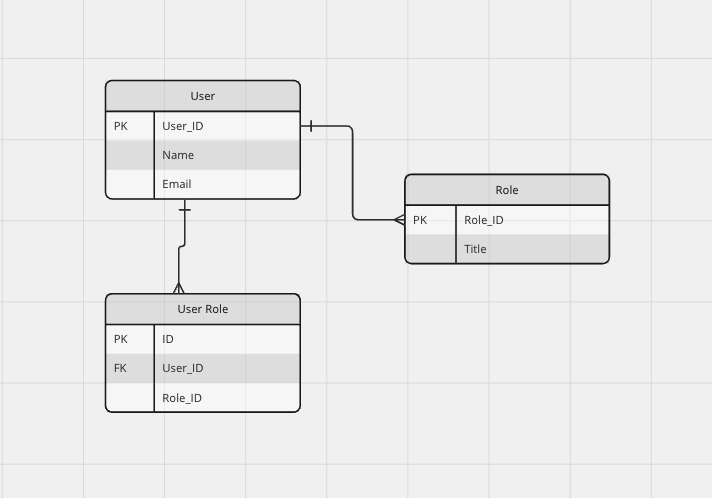 User
PK User_ID
Name
Email
Role
PK Role_ID
Title
User Role
PK ID
FK User_ID
Role_ID